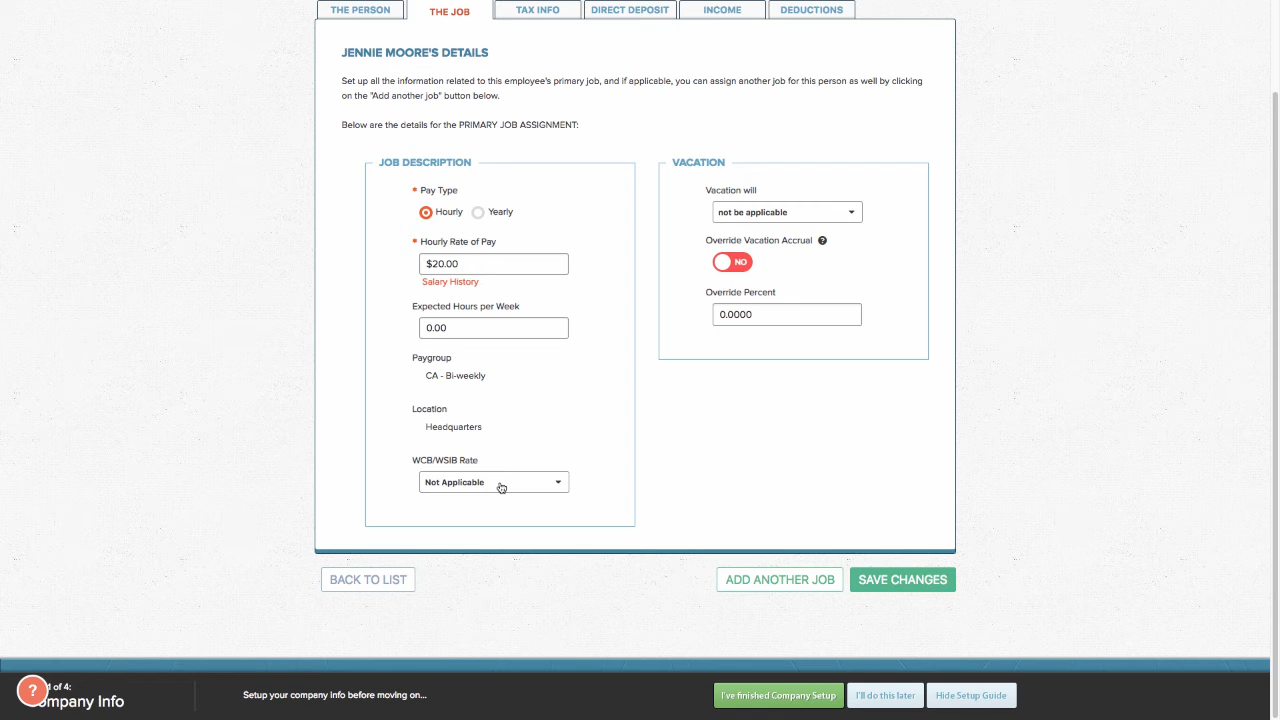 THE PERSON
THE JOB
TAX INFO
DIRECT DEPOSIT
INCOME
DEDUCTIONS
JENNIE MOORE'S DETAILS
Set up all the information related to this employee's primary job, and if applicable, you can assign another job for this person as well by clicking
on the "Add another job" button below.
Below are the details for the PRIMARY JOB ASSIGNMENT:
JOB DESCRIPTION
* Pay Type
Hourly
Yearly
* Hourly Rate of Pay
$20.00
Salary History
Expected Hours per Week
0.00
Paygroup
CA - Bi-weekly
Location
Headquarters
WCB/WSIB Rate
Not Applicable
VACATION
Vacation will
not be applicable
Override Vacation Accrual ?
NO
Override Percent
0.0000
BACK TO LIST
ADD ANOTHER JOB
SAVE CHANGES
?
of 4:
ompany Info
Setup your company info before moving on...
I've finished Company Setup
I'll do this later
Hide Setup Guide